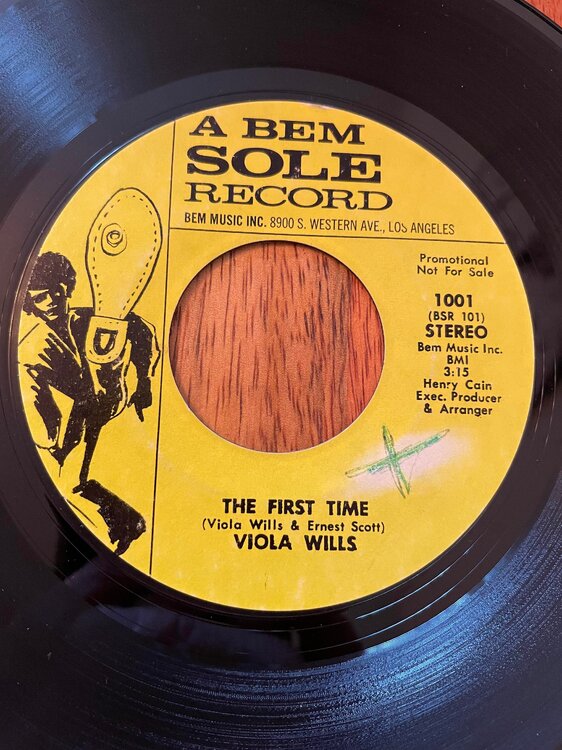 A BEM
SOLE
RECORD
BEM MUSIC INC. 8900 S. WESTERN AVE., LOS ANGELES
Promotional
Not For Sale
1001
(BSR 101)
STEREO
Bem Music Inc.
BMI
3:15
Henry Cain
Exec. Producer
& Arranger
THE FIRST TIME
(Viola Wills & Ernest Scott)
VIOLA WILLS